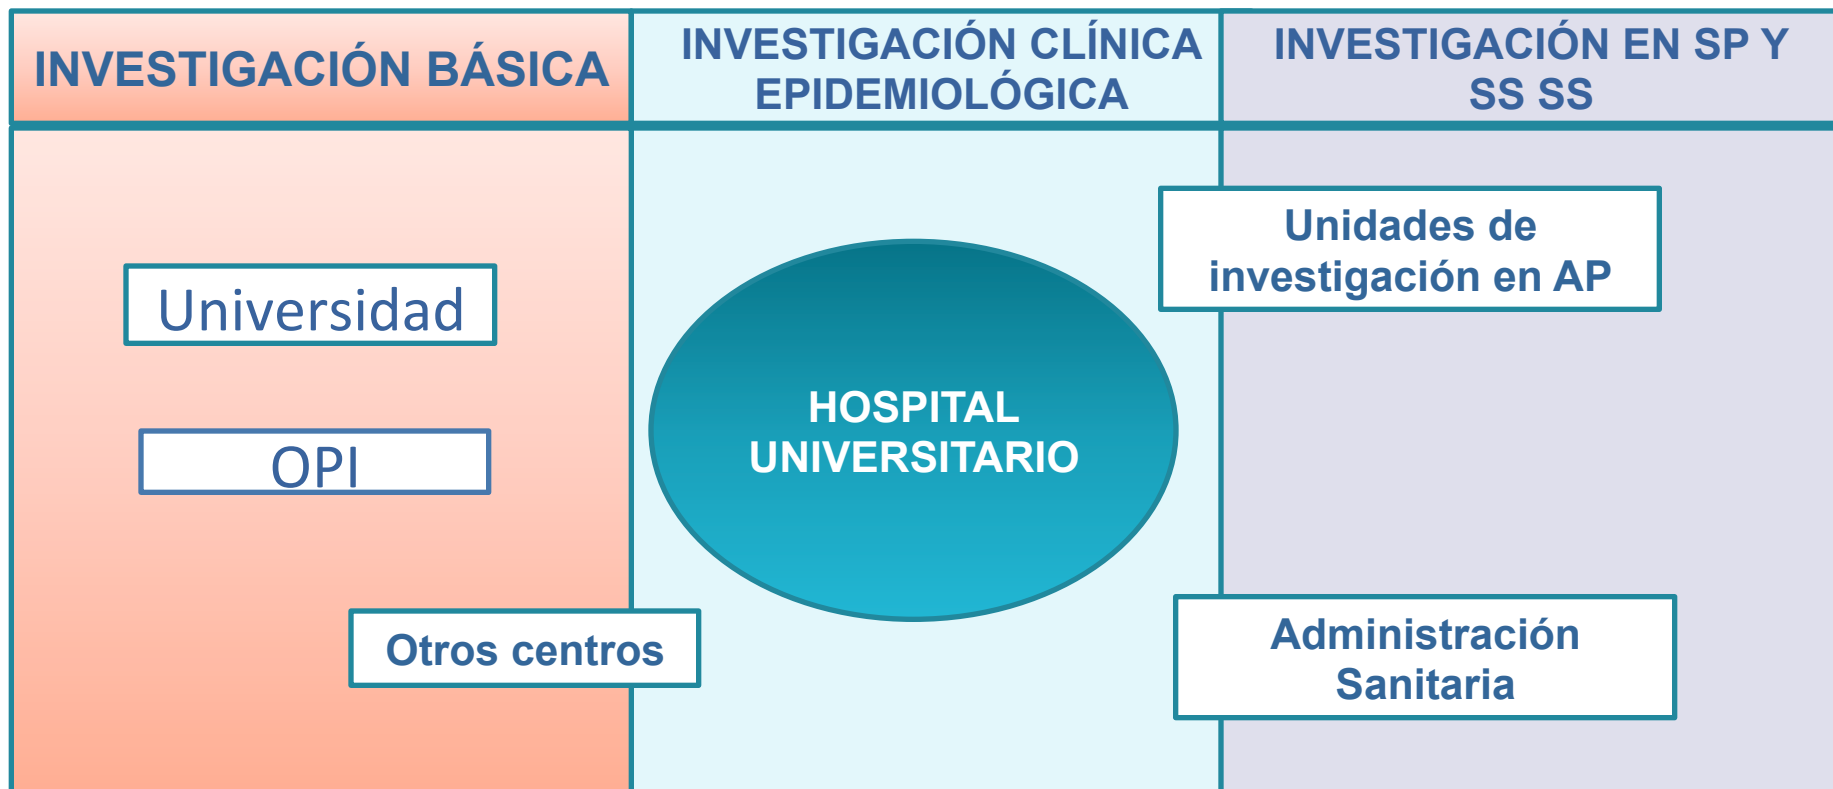 INVESTIGACIÓN BÁSICA
INVESTIGACIÓN CLÍNICA
EPIDEMIOLÓGICA
INVESTIGACIÓN EN SP Y
SS SS
Universidad
OPI
Otros centros
HOSPITAL
UNIVERSITARIO
Unidades de
investigación en AP
Administración
Sanitaria